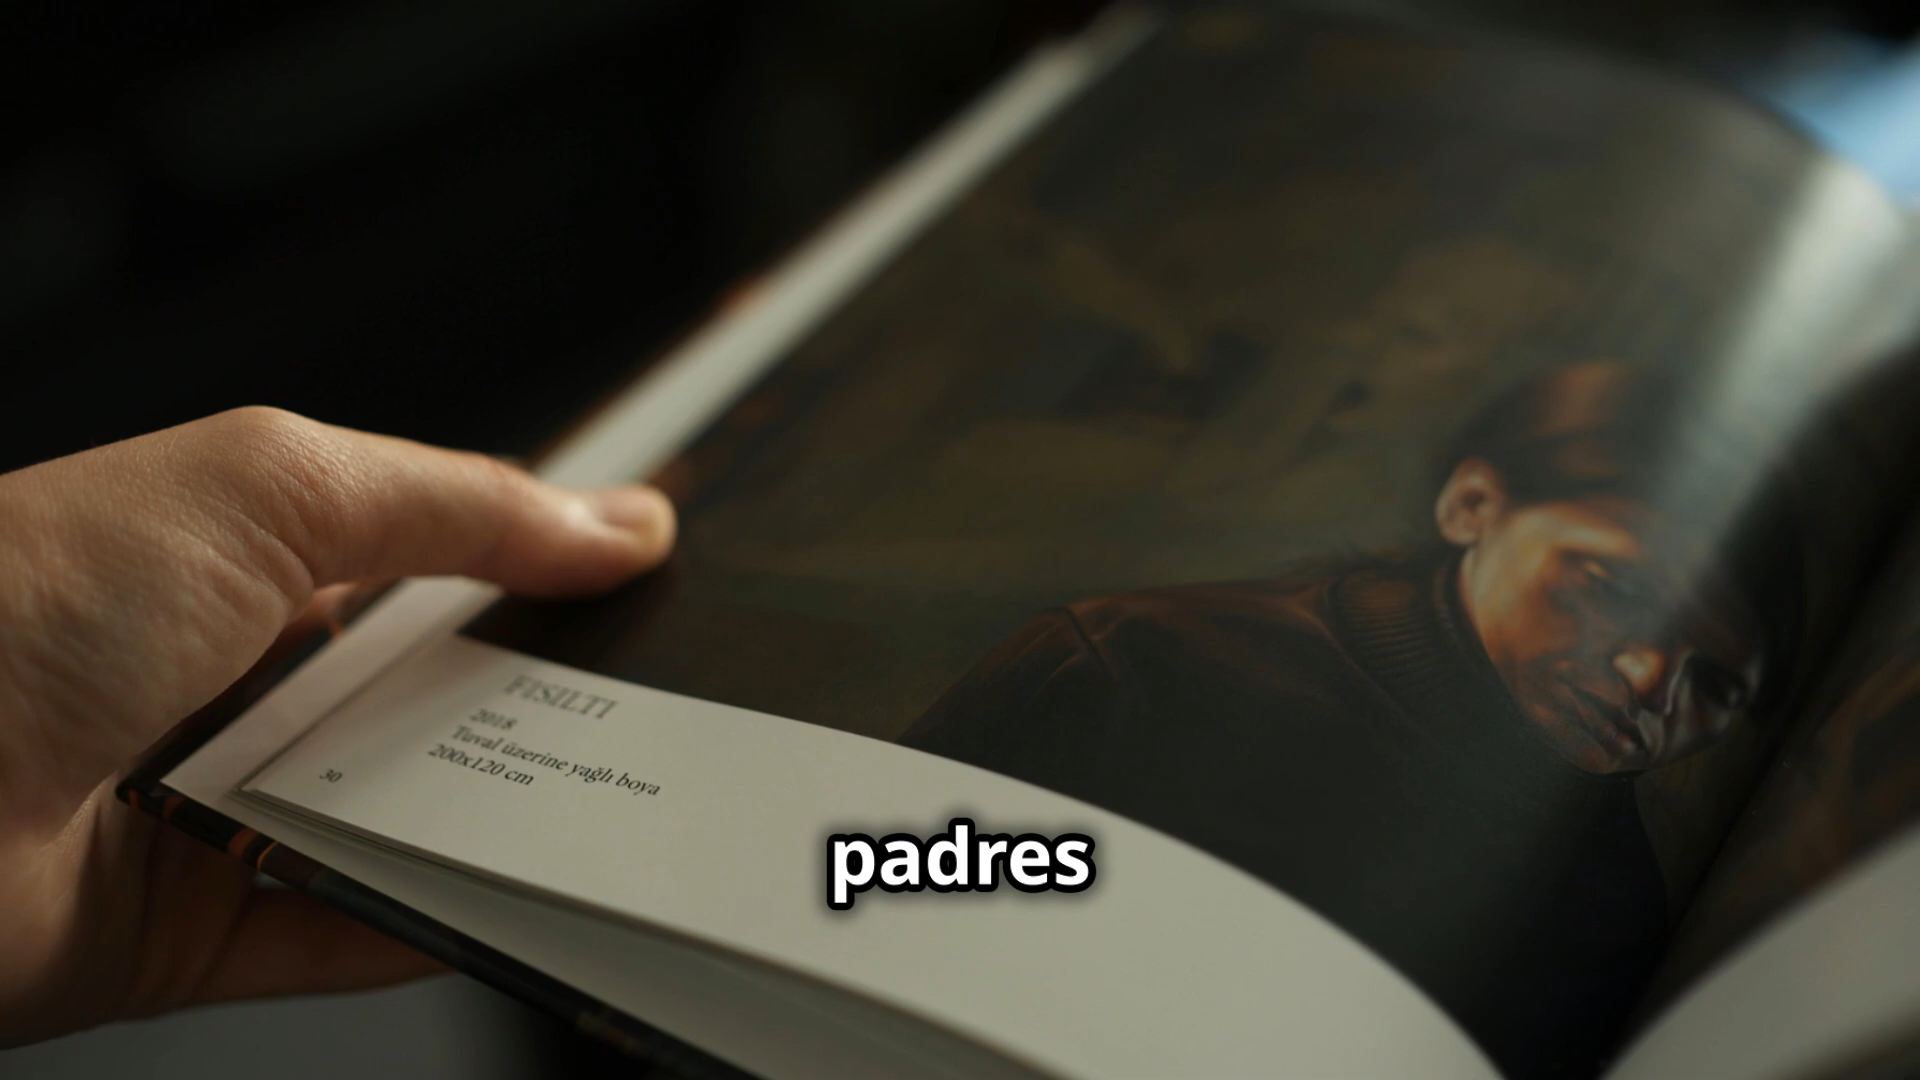 FISILTI
2018
Tuval üzerine yağlı boya
200x120 cm
30
padres